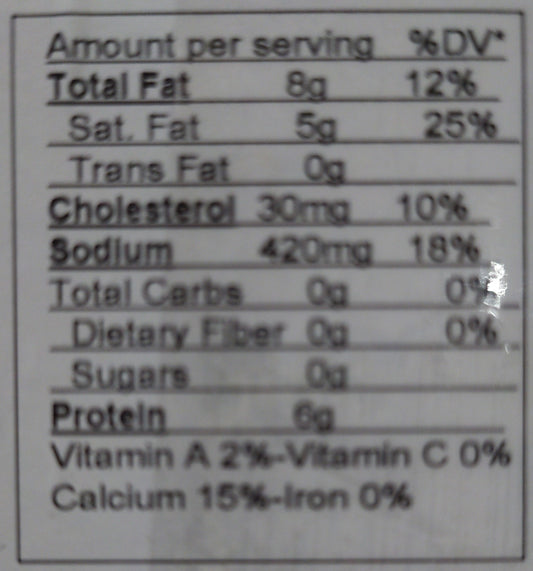 Amount per serving %DV*
Total Fat 8g 12%
Sat. Fat 5g 25%
Trans Fat 0g
Cholesterol 30mg 10%
Sodium 420mg 18%
Total Carbs 0g 0%
Dietary Fiber 0g 0%
Sugars 0g
Protein 6g
Vitamin A 2%-Vitamin C 0%
Calcium 15%-Iron 0%